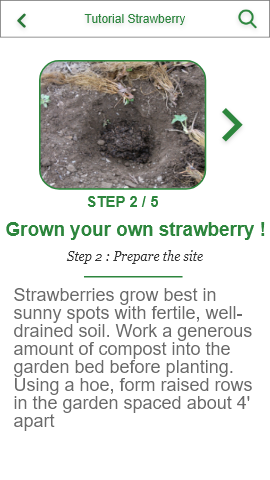 Tutorial Strawberry
STEP 2 / 5
Grown your own strawberry !
Step 2 : Prepare the site
Strawberries grow best in
sunny spots with fertile, well-
drained soil. Work a generous
amount of compost into the
garden bed before planting.
Using a hoe, form raised rows
in the garden spaced about 4'
apart